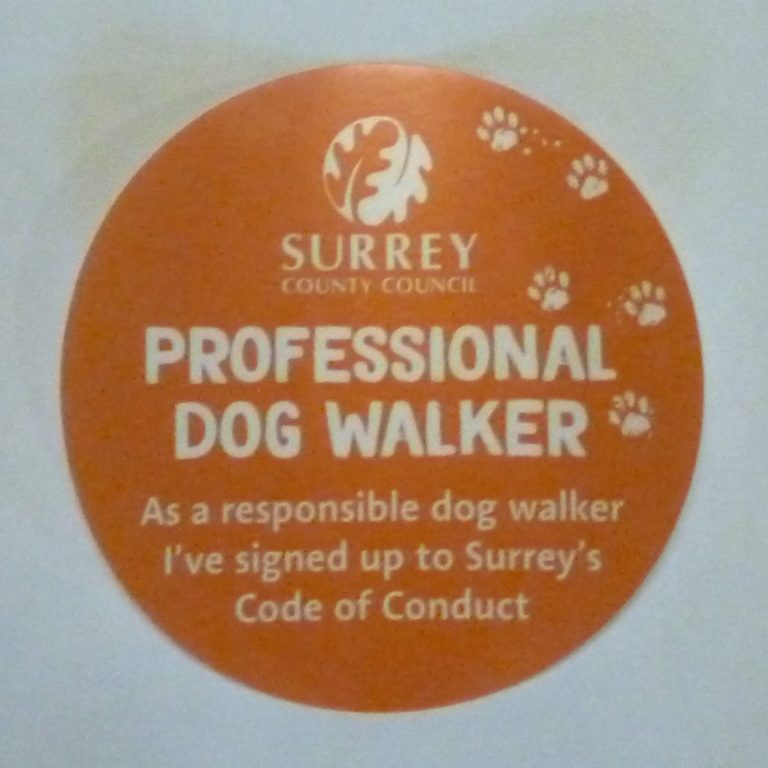 SURREY
COUNTY COUNCIL
PROFESSIONAL
DOG WALKER
As a responsible dog walker
I've signed up to Surrey's
Code of Conduct